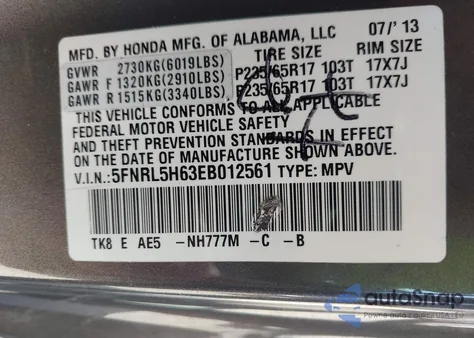 MFD. BY HONDA MFG. OF ALABAMA, LLC 07/'13
TIRE SIZE RIM SIZE
GVWR 2730KG(6019LBS)
GAWR F 1320KG(2910LBS) P235/65R17 103T 17X7J
GAWR R 1515KG(3340LBS) P235/65R17 103T 17X7J
THIS VEHICLE CONFORMS TO ALL APPLICABLE
FEDERAL MOTOR VEHICLE SAFETY
AND THEFT PREVENTION STANDARDS IN EFFECT
ON THE DATE OF MANUFACTURE SHOWN ABOVE.
V.I.N.: 5FNRL5H63EB012561 TYPE: MPV
TK8 E AE5 -NH777M -C -B
autoSnap